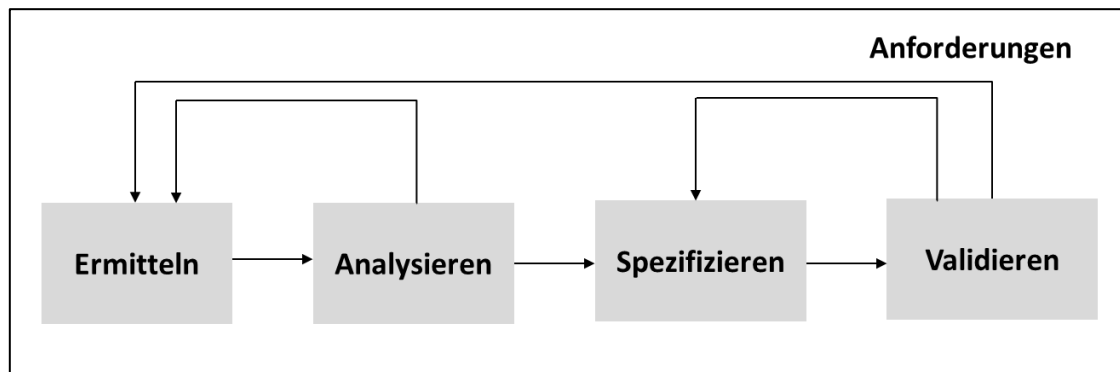 Anforderungen
Ermitteln
Analysieren
Spezifizieren
Validieren